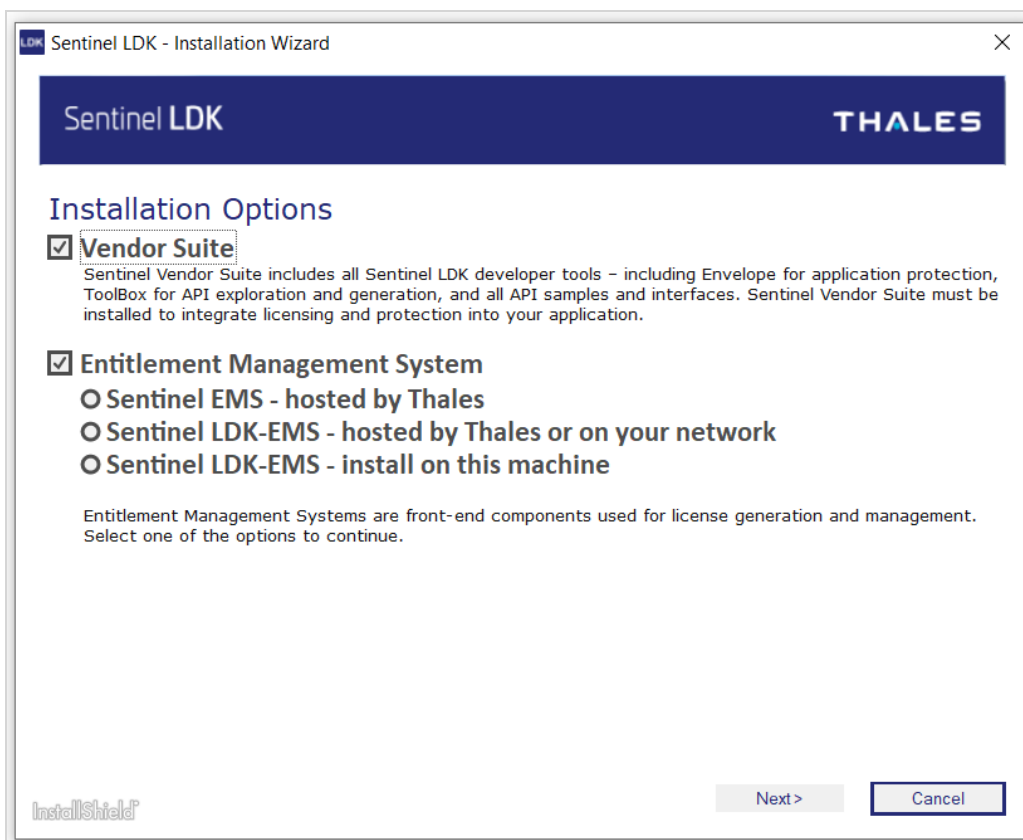 LDK Sentinel LDK - Installation Wizard
Sentinel LDK THALES
Installation Options
Vendor Suite
Sentinel Vendor Suite includes all Sentinel LDK developer tools – including Envelope for application protection,
ToolBox for API exploration and generation, and all API samples and interfaces. Sentinel Vendor Suite must be
installed to integrate licensing and protection into your application.
Entitlement Management System
Sentinel EMS - hosted by Thales
Sentinel LDK-EMS - hosted by Thales or on your network
Sentinel LDK-EMS - install on this machine
Entitlement Management Systems are front-end components used for license generation and management.
Select one of the options to continue.
InstallShield
Next> Cancel